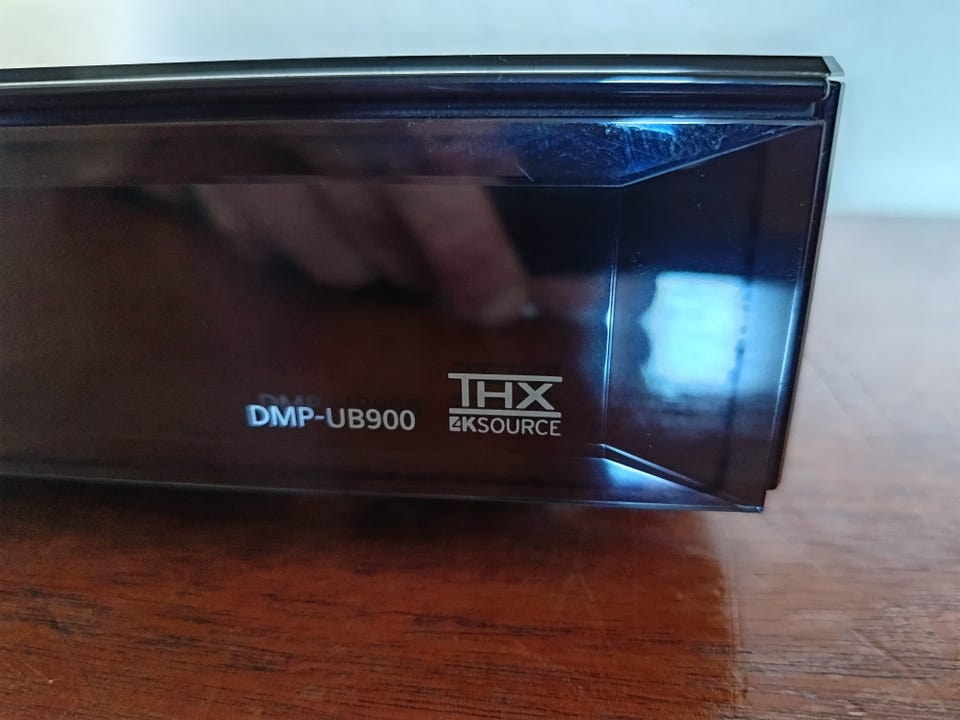 DMP-UB900
THX
4KSOURCE